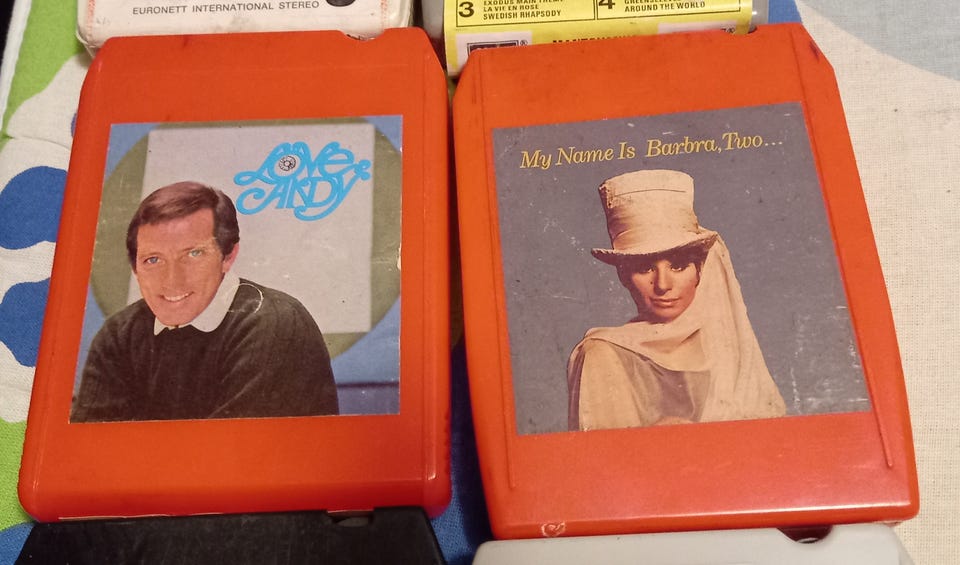 EURONETT INTERNATIONAL STEREO
3
LA VIE EN ROSE
SWEDISH RHAPSODY
4
AROUND THE WORLD
LOVE
ANDY
My Name Is Barbra, Two...